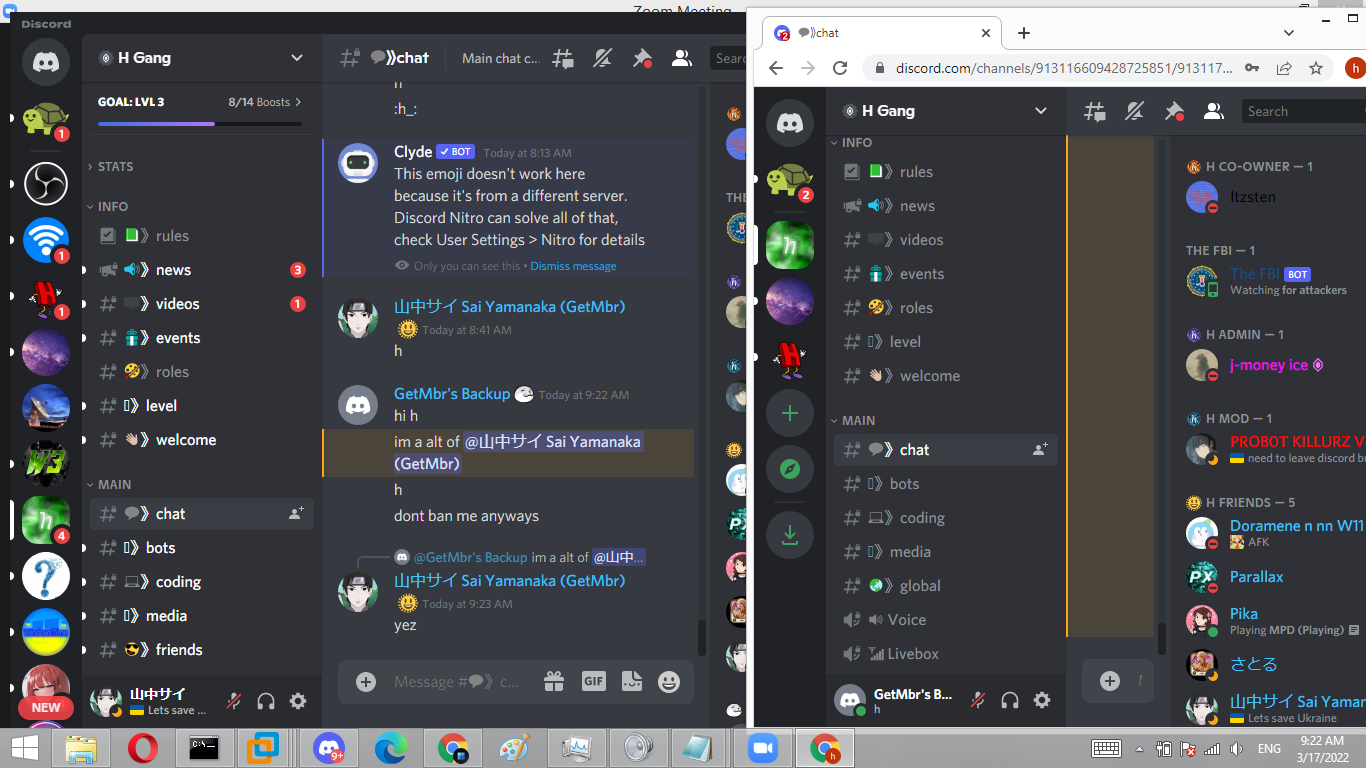 Zoom Meeting
Discord
H Gang
GOAL: LVL 3
8/14 Boosts
STATS
INFO
rules
news
3
videos
1
events
roles
level
welcome
MAIN
chat
bots
coding
media
friends
1
1
1
4
NEW
山中サイ
Lets save ...
chat
Main chat c...
Searc
h
:h_:
Clyde BOT Today at 8:13 AM
This emoji doesn't work here
because it's from a different server.
Discord Nitro can solve all of that,
check User Settings > Nitro for details
Only you can see this • Dismiss message
山中サイ Sai Yamanaka (GetMbr)
Today at 8:41 AM
h
GetMbr's Backup Today at 9:22 AM
hi h
im a alt of @山中サイ Sai Yamanaka
(GetMbr)
h
dont ban me anyways
@GetMbr's Backup im a alt of @山中...
山中サイ Sai Yamanaka (GetMbr)
Today at 9:23 AM
yez
Message # c...
GIF
THE
2
chat
discord.com/channels/913116609428725851/913117...
h
H Gang
Search
INFO
rules
news
videos
events
roles
level
welcome
MAIN
chat
bots
coding
media
global
Voice
Livebox
2
GetMbr's B...
h
H CO-OWNER — 1
Itzsten
THE FBI — 1
The FBI BOT
Watching for attackers
H ADMIN — 1
j-money ice
H MOD — 1
PROB0T KILLURZ V
need to leave discord br
H FRIENDS — 5
Doramene n nn W11
AFK
Parallax
Pika
Playing MPD (Playing)
さとる
山中サイ Sai Yamar
Lets save Ukraine
9+
ENG
9:22 AM
3/17/2022